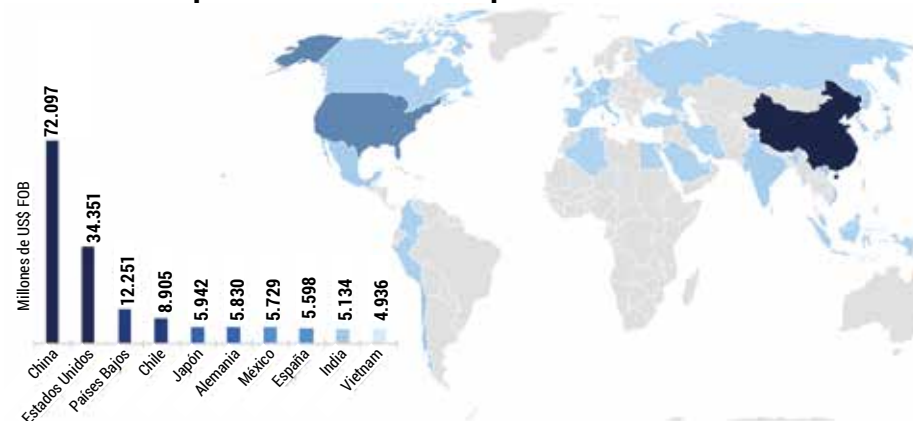 Millones de US$ FOB
72.097
34.351
12.251
8.905
5.942
5.830
5.729
5.598
5.134
4.936
China
Estados Unidos
Países Bajos
Chile
Japón
Alemania
México
España
India
Vietnam